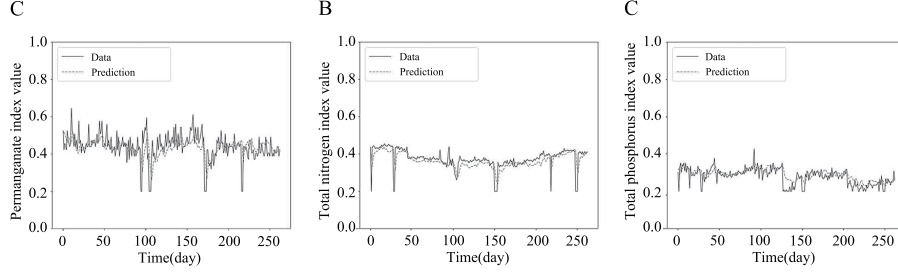 C
Permanganate index value
1.0
0.8
0.6
0.4
0.2
0.0
Data
Prediction
0 50 100 150 200 250
Time(day)
B
Total nitrogen index value
1.0
0.8
0.6
0.4
0.2
0.0
Data
Prediction
0 50 100 150 200 250
Time(day)
C
Total phosphorus index value
1.0
0.8
0.6
0.4
0.2
0.0
Data
Prediction
0 50 100 150 200 250
Time(day)